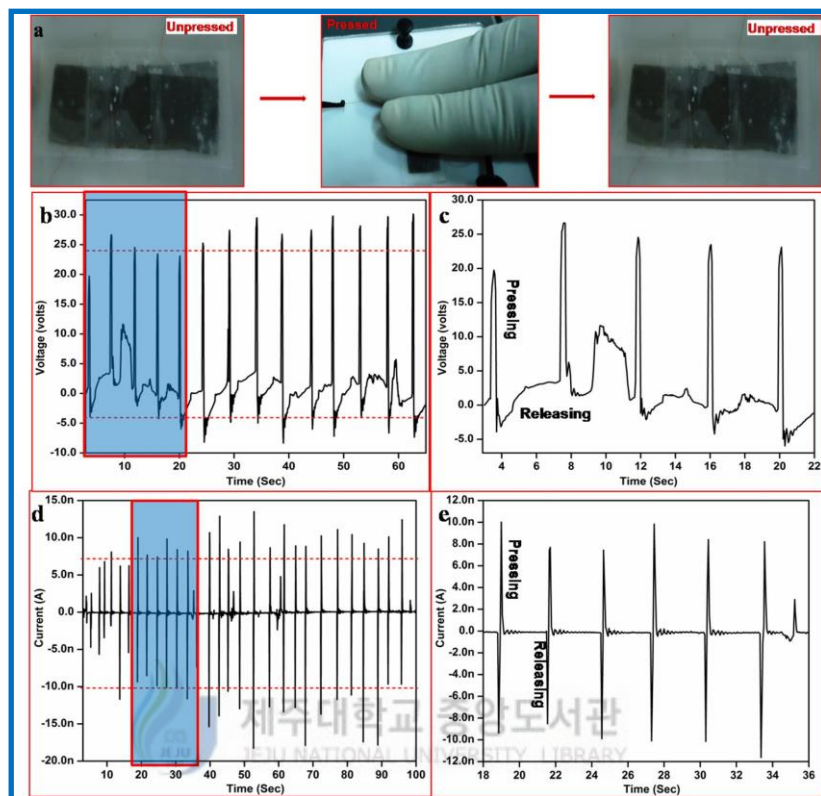 a
Unpressed
Pressed
Unpressed
b
30.0
25.0
20.0
15.0
10.0
5.0
0.0
-5.0
-10.0
Voltage (volts)
10 20 30 40 50 60
Time (Sec)
c
30.0
25.0
20.0
15.0
10.0
5.0
0.0
-5.0
Voltage (volts)
Pressing
Releasing
4 6 8 10 12 14 16 18 20 22
Time (Sec)
d
15.0n
10.0n
5.0n
0.0
-5.0n
-10.0n
-15.0n
-20.0n
Current (A)
10 20 30 40 50 60 70 80 90 100
Time (Sec)
e
12.0n
10.0n
8.0n
6.0n
4.0n
2.0n
0.0
-2.0n
-4.0n
-6.0n
-8.0n
-10.0n
-12.0n
Current (A)
Pressing
Releasing
18 20 22 24 26 28 30 32 34 36
Time (Sec)
제주대학교 중앙도서관
JEJU NATIONAL UNIVERSITY LIBRARY
JEJU